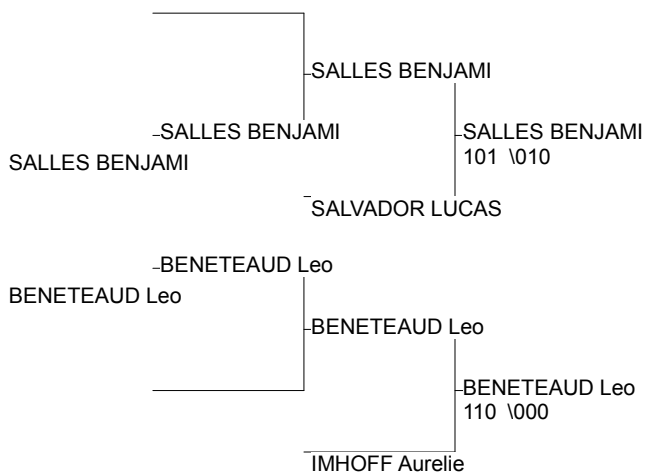 SALLES BENJAMI
SALLES BENJAMI
SALLES BENJAMI
101 \010
SALLES BENJAMI
SALVADOR LUCAS
BENETEAUD Leo
BENETEAUD Leo
BENETEAUD Leo
BENETEAUD Leo
110 \000
IMHOFF Aurelie